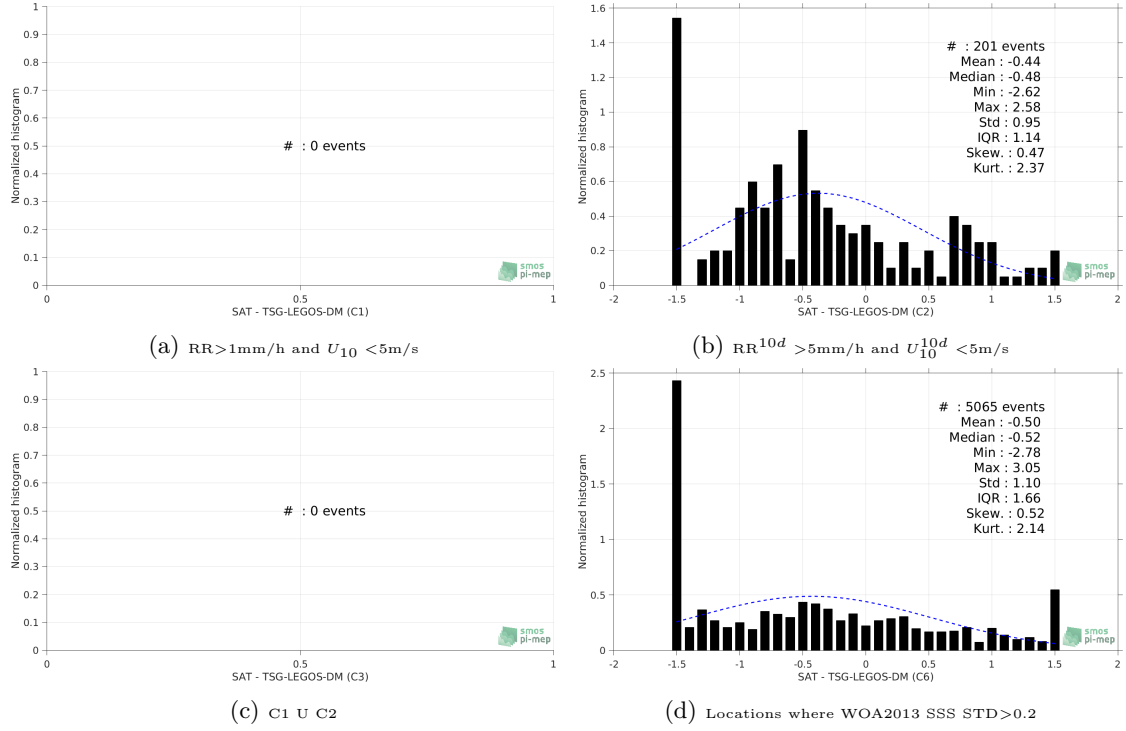 1
0.9
0.8
0.7
0.6
0.5
0.4
0.3
0.2
0.1
0
Normalized histogram
# : 0 events
smos
pi-mep
0 0.5 1
SAT - TSG-LEGOS-DM (C1)
(a) RR>1mm/h and U10 <5m/s
1.6
1.4
1.2
1
0.8
0.6
0.4
0.2
0
Normalized histogram
# : 201 events
Mean : -0.44
Median : -0.48
Min : -2.62
Max : 2.58
Std : 0.95
IQR : 1.14
Skew. : 0.47
Kurt. : 2.37
smos
pi-mep
-2 -1.5 -1 -0.5 0 0.5 1 1.5 2
SAT - TSG-LEGOS-DM (C2)
(b) RR10d >5mm/h and U10d10 <5m/s
1
0.9
0.8
0.7
0.6
0.5
0.4
0.3
0.2
0.1
0
Normalized histogram
# : 0 events
smos
pi-mep
0 0.5 1
SAT - TSG-LEGOS-DM (C3)
(c) C1 U C2
2.5
2
1.5
1
0.5
0
Normalized histogram
# : 5065 events
Mean : -0.50
Median : -0.52
Min : -2.78
Max : 3.05
Std : 1.10
IQR : 1.66
Skew. : 0.52
Kurt. : 2.14
smos
pi-mep
-2 -1.5 -1 -0.5 0 0.5 1 1.5 2
SAT - TSG-LEGOS-DM (C6)
(d) Locations where WOA2013 SSS STD>0.2